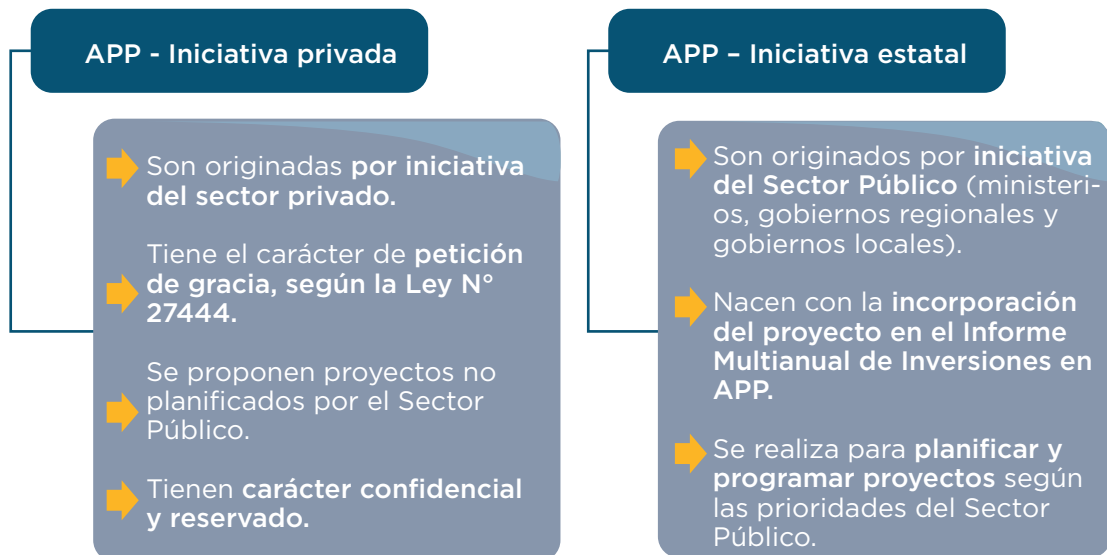 APP - Iniciativa privada
Son originadas por iniciativa
del sector privado.
Tiene el carácter de petición
de gracia, según la Ley N°
27444.
Se proponen proyectos no
planificados por el Sector
Público.
Tienen carácter confidencial
y reservado.
APP – Iniciativa estatal
Son originados por iniciativa
del Sector Público (ministeri-
os, gobiernos regionales y
gobiernos locales).
Nacen con la incorporación
del proyecto en el Informe
Multianual de Inversiones en
APP.
Se realiza para planificar y
programar proyectos según
las prioridades del Sector
Público.